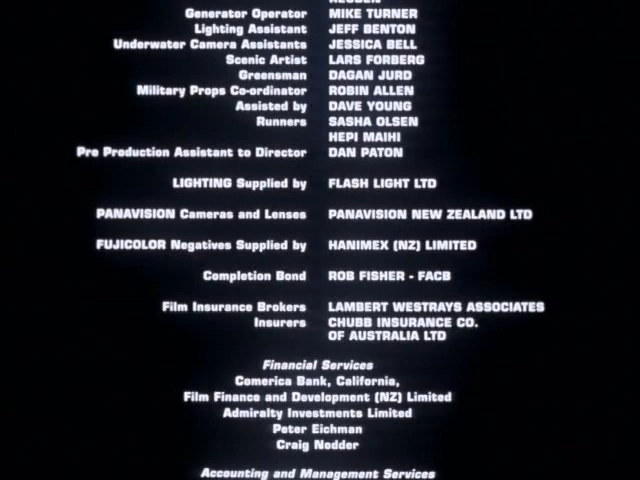 REUBEN
Generator Operator MIKE TURNER
Lighting Assistant JEFF BENTON
Underwater Camera Assistants JESSICA BELL
Scenic Artist LARS FORBERG
Greensman DAGAN JURD
Military Props Co-ordinator ROBIN ALLEN
Assisted by DAVE YOUNG
Runners SASHA OLSEN
HEPI MAIHI
Pre Production Assistant to Director DAN PATON
LIGHTING Supplied by FLASH LIGHT LTD
PANAVISION Cameras and Lenses PANAVISION NEW ZEALAND LTD
FUJICOLOR Negatives Supplied by HANIMEX (NZ) LIMITED
Completion Bond ROB FISHER - FACB
Film Insurance Brokers LAMBERT WESTRAYS ASSOCIATES
Insurers CHUBB INSURANCE CO.
OF AUSTRALIA LTD
Financial Services
Comerica Bank, California,
Film Finance and Development (NZ) Limited
Admiralty Investments Limited
Peter Eichman
Craig Nodder
Accounting and Management Services